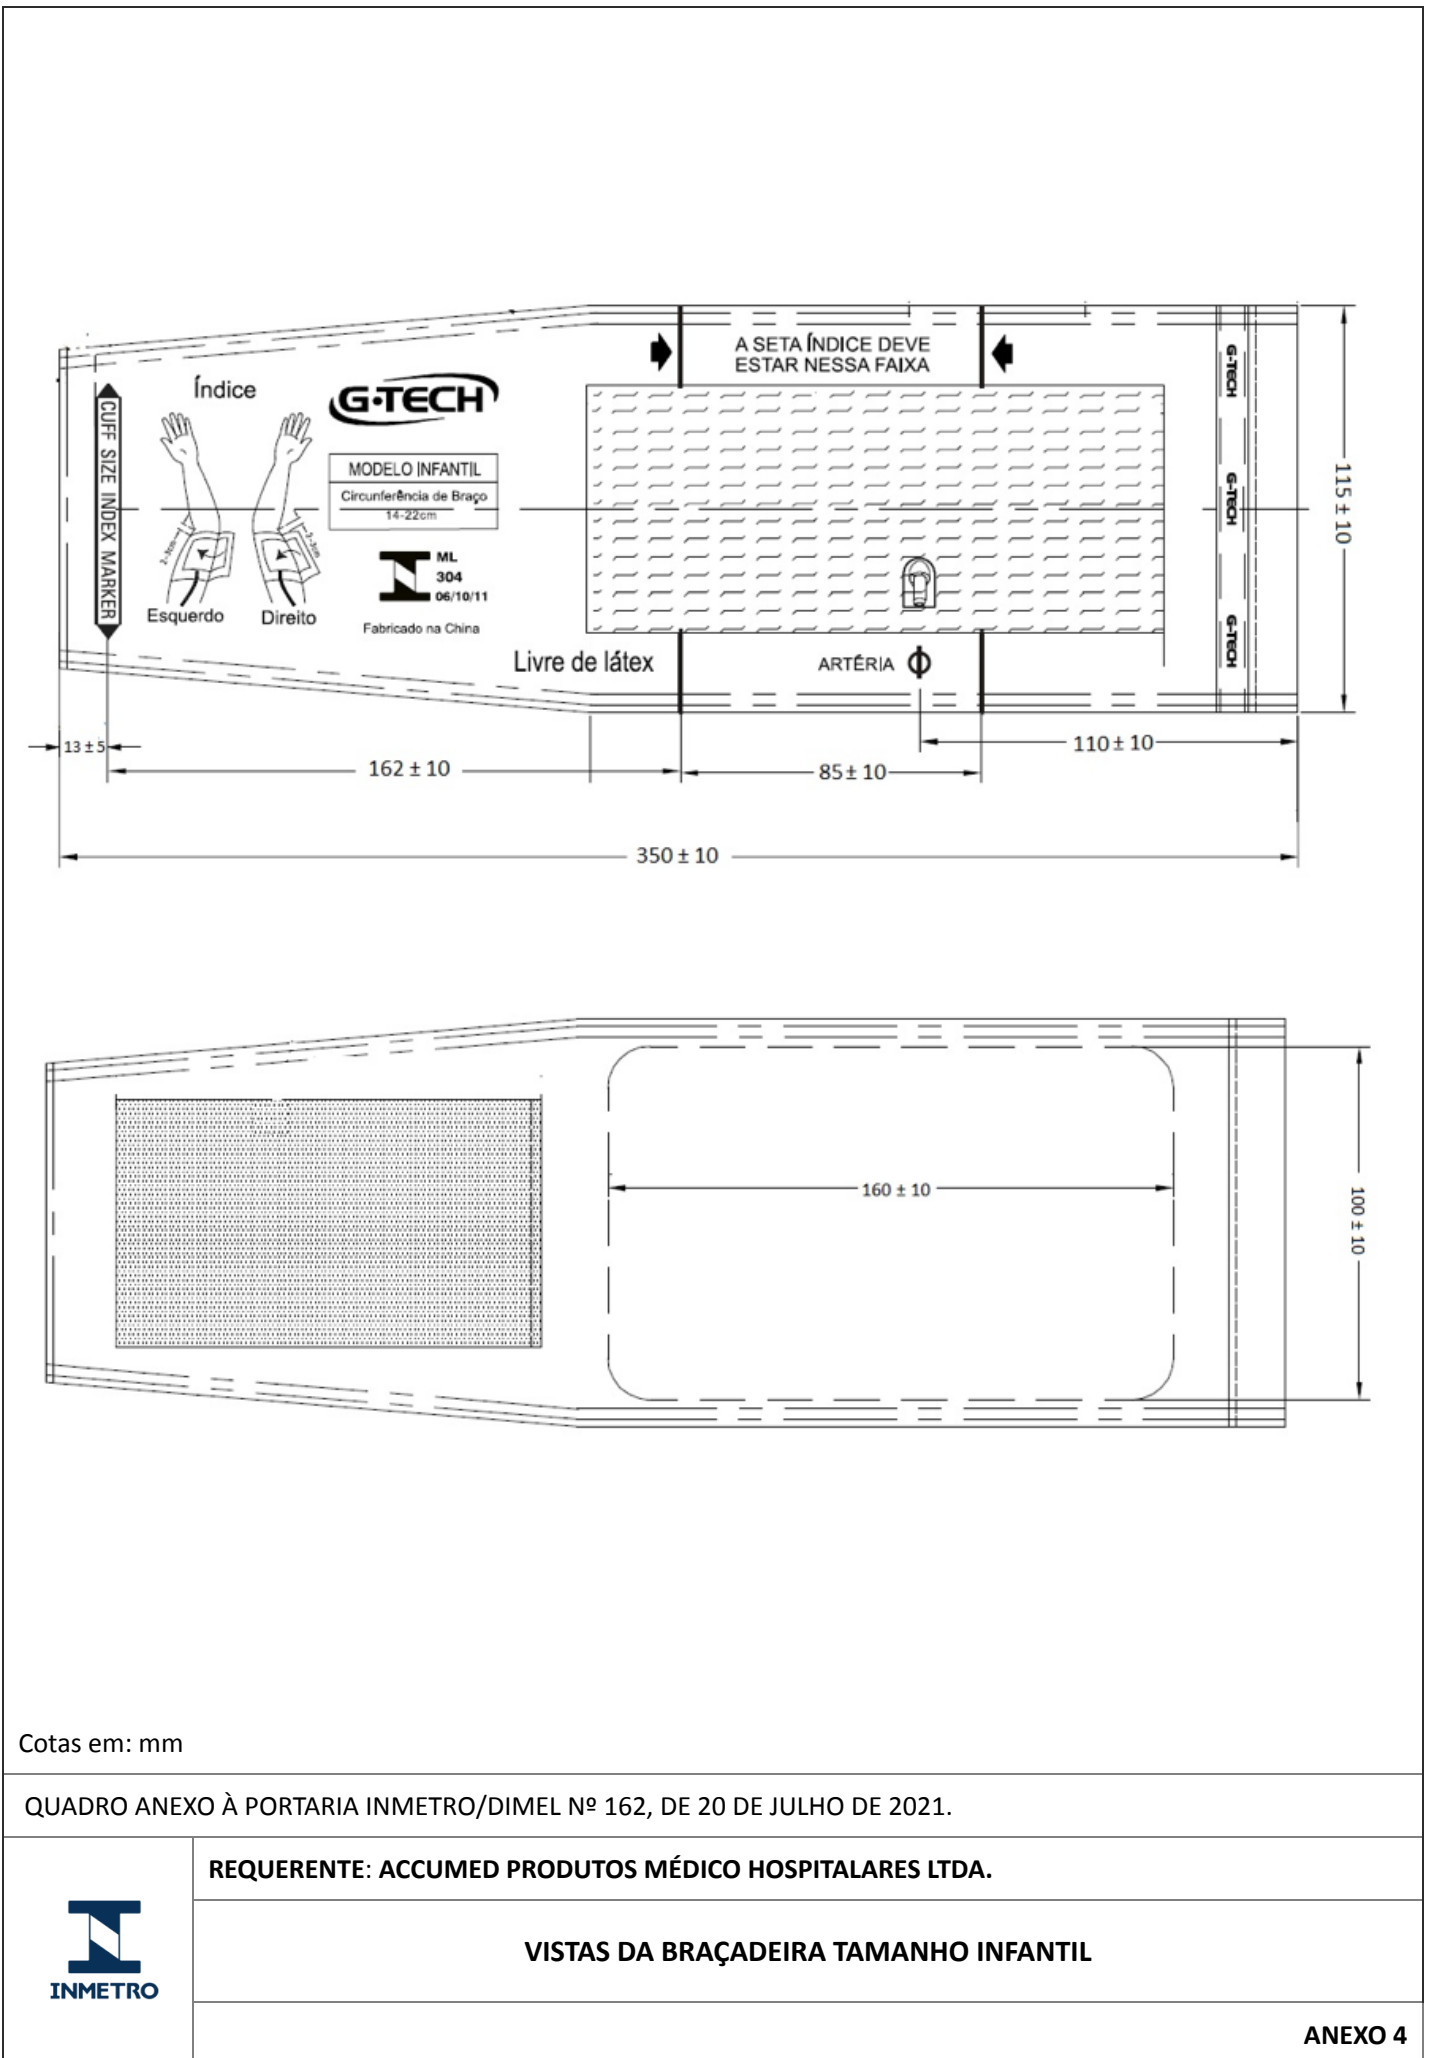 A SETA ÍNDICE DEVE
ESTAR NESSA FAIXA
Índice
G-TECH
CUFF SIZE INDEX MARKER
MODELO INFANTIL
Circunferência de Braço
14-22cm
2~3cm
2~3cm
ML
304
06/10/11
Esquerdo
Direito
Fabricado na China
Livre de látex
ARTÉRIA
G-TECH
G-TECH
G-TECH
115 ± 10
13 ± 5
162 ± 10
85 ± 10
110 ± 10
350 ± 10
160 ± 10
100 ± 10
Cotas em: mm
QUADRO ANEXO À PORTARIA INMETRO/DIMEL Nº 162, DE 20 DE JULHO DE 2021.
REQUERENTE: ACCUMED PRODUTOS MÉDICO HOSPITALARES LTDA.
INMETRO
VISTAS DA BRAÇADEIRA TAMANHO INFANTIL
ANEXO 4